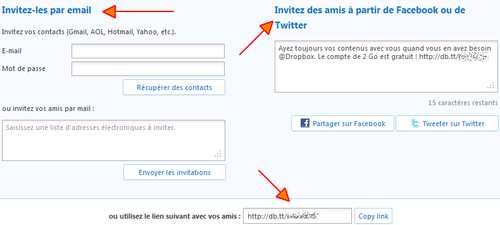 Invitez-les par email
Invitez vos contacts (Gmail, AOL, Hotmail, Yahoo, etc.).
E-mail
Mot de passe
Récupérer des contacts
ou invitez vos amis par mail :
Saisissez une liste d'adresses électroniques à inviter.
Envoyer les invitations
Invitez des amis à partir de Facebook ou de
Twitter
Ayez toujours vos contenus avec vous quand vous en avez besoin
@Dropbox. Le compte de 2 Go est gratuit ! http://db.tt/
15 caractères restants
Partager sur Facebook
Tweeter sur Twitter
ou utilisez le lien suivant avec vos amis :
http://db.tt/
Copy link